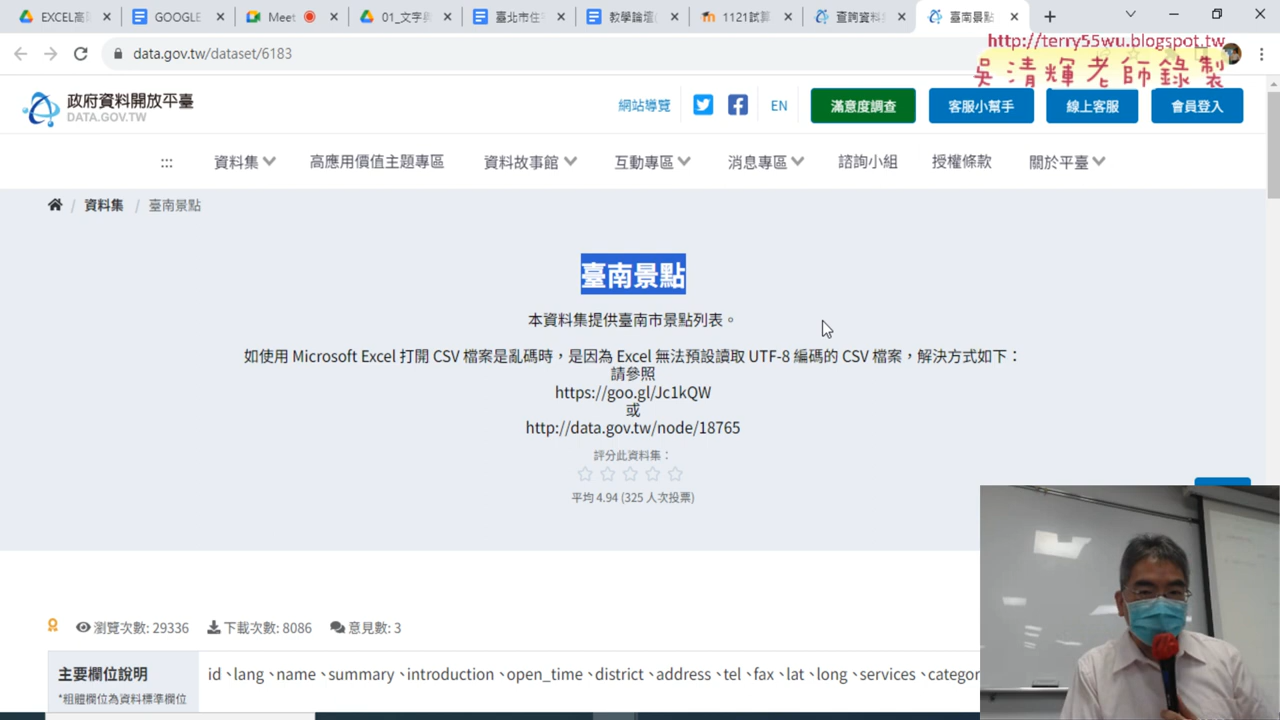 EXCEL高
GOOGLE
Meet
01_文字與
臺北市住
教學論壇(
1121試算
查詢資料
臺南景點
data.gov.tw/dataset/6183
http://terry55wu.blogspot.tw
吳清輝老師錄製
政府資料開放平臺
DATA.GOV.TW
網站導覽
EN
滿意度調查
客服小幫手
線上客服
會員登入
:::
資料集
高應用價值主題專區
資料故事館
互動專區
消息專區
諮詢小組
授權條款
關於平臺
/ 資料集 / 臺南景點
臺南景點
本資料集提供臺南市景點列表。
如使用 Microsoft Excel 打開 CSV 檔案是亂碼時，是因為 Excel 無法預設讀取 UTF-8 編碼的 CSV 檔案，解決方式如下：
請參照
https://goo.gl/Jc1kQW
或
http://data.gov.tw/node/18765
評分此資料集：
平均 4.94 (325 人次投票)
瀏覽次數: 29336
下載次數: 8086
意見數: 3
主要欄位說明
*粗體欄位為資料標準欄位
id、lang、name、summary、introduction、open_time、district、address、tel、fax、lat、long、services、categor